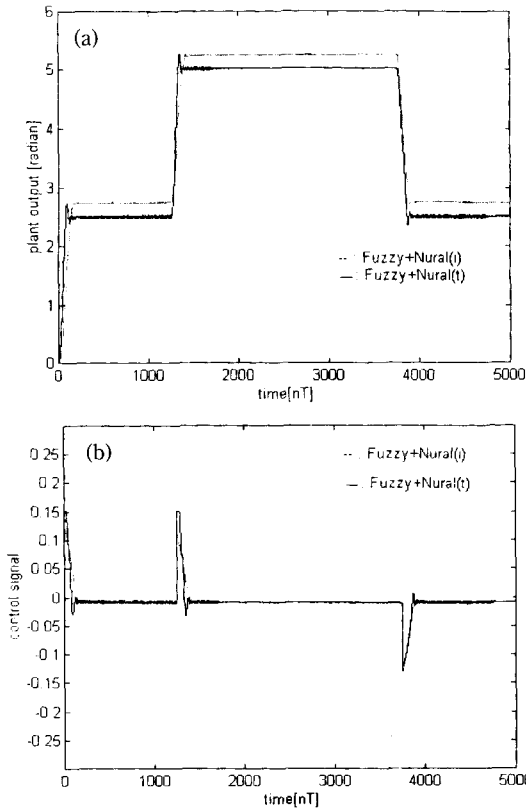 (a)
6
5
4
3
2
1
0
plant output [radian]
-- : Fuzzy+Nural(i)
— : Fuzzy+Nural(t)
0 1000 2000 3000 4000 5000
time[nT]
(b)
0.25
0.2
0.15
0.1
0.05
0
-0.05
-0.1
-0.15
-0.2
-0.25
control signal
-- : Fuzzy+Nural(i)
— : Fuzzy+Nural(t)
0 1000 2000 3000 4000 5000
time[nT]